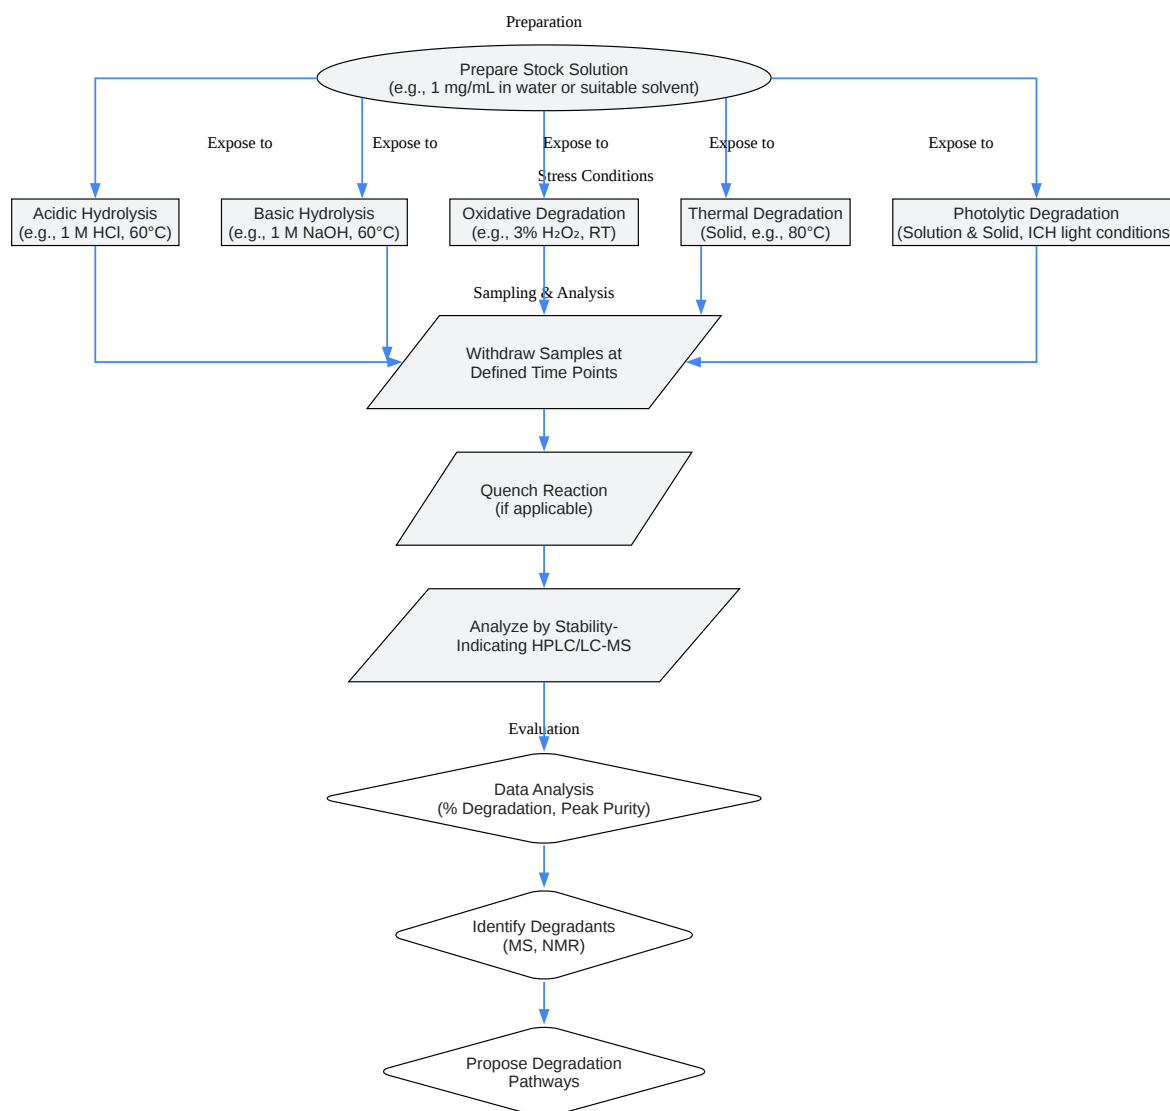 Preparation
Prepare Stock Solution
(e.g., 1 mg/mL in water or suitable solvent)
Expose to
Expose to
Expose to
Expose to
Expose to
Stress Conditions
Acidic Hydrolysis
(e.g., 1 M HCl, 60°C)
Basic Hydrolysis
(e.g., 1 M NaOH, 60°C)
Oxidative Degradation
(e.g., 3% H₂O₂, RT)
Thermal Degradation
(Solid, e.g., 80°C)
Photolytic Degradation
(Solution & Solid, ICH light conditions
Sampling & Analysis
Withdraw Samples at
Defined Time Points
Quench Reaction
(if applicable)
Analyze by Stability-
Indicating HPLC/LC-MS
Evaluation
Data Analysis
(% Degradation, Peak Purity)
Identify Degradants
(MS, NMR)
Propose Degradation
Pathways